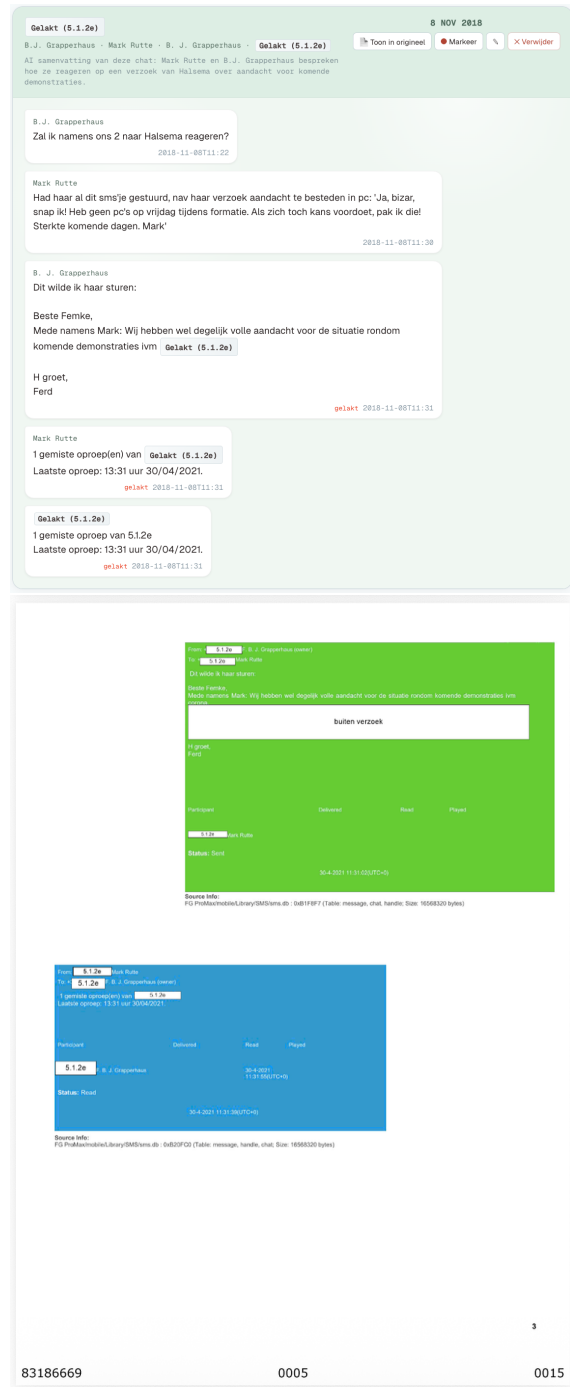 Gelakt (5.1.2e)
8 NOV 2018
B.J. Grapperhaus · Mark Rutte · B. J. Grapperhaus · Gelakt (5.1.2e)
Toon in origineel
Markeer
Verwijder
AI samenvatting van deze chat: Mark Rutte en B.J. Grapperhaus bespreken
hoe ze reageren op een verzoek van Halsema over aandacht voor komende
demonstraties.
B.J. Grapperhaus
Zal ik namens ons 2 naar Halsema reageren?
2018-11-08T11:22
Mark Rutte
Had haar al dit sms'je gestuurd, nav haar verzoek aandacht te besteden in pc: 'Ja, bizar,
snap ik! Heb geen pc's op vrijdag tijdens formatie. Als zich toch kans voordoet, pak ik die!
Sterkte komende dagen. Mark'
2018-11-08T11:30
B. J. Grapperhaus
Dit wilde ik haar sturen:
Beste Femke,
Mede namens Mark: Wij hebben wel degelijk volle aandacht voor de situatie rondom
komende demonstraties ivm Gelakt (5.1.2e)
H groet,
Ferd
gelakt 2018-11-08T11:31
Mark Rutte
1 gemiste oproep(en) van Gelakt (5.1.2e)
Laatste oproep: 13:31 uur 30/04/2021.
gelakt 2018-11-08T11:31
Gelakt (5.1.2e)
1 gemiste oproep van 5.1.2e
Laatste oproep: 13:31 uur 30/04/2021.
gelakt 2018-11-08T11:31
From: + 5.1.2e F. B. J. Grapperhaus (owner)
To: + 5.1.2e Mark Rutte
Dit wilde ik haar sturen:
Beste Femke,
Mede namens Mark: Wij hebben wel degelijk volle aandacht voor de situatie rondom komende demonstraties ivm
corona
buiten verzoek
H groet,
Ferd
Participant Delivered Read Played
5.1.2e Mark Rutte
Status: Sent
30-4-2021 11:31:02(UTC+0)
Source Info:
FG ProMax/mobile/Library/SMS/sms.db : 0xB1F8F7 (Table: message, chat, handle; Size: 16568320 bytes)
From: 5.1.2e Mark Rutte
To: + 5.1.2e F. B. J. Grapperhaus (owner)
1 gemiste oproep(en) van 5.1.2e
Laatste oproep: 13:31 uur 30/04/2021.
Participant Delivered Read Played
5.1.2e F. B. J. Grapperhaus 30-4-2021
11:31:55(UTC+0)
Status: Read
30-4-2021 11:31:39(UTC+0)
Source Info:
FG ProMax/mobile/Library/SMS/sms.db : 0xB20FC0 (Table: message, handle, chat; Size: 16568320 bytes)
3
83186669 0005 0015